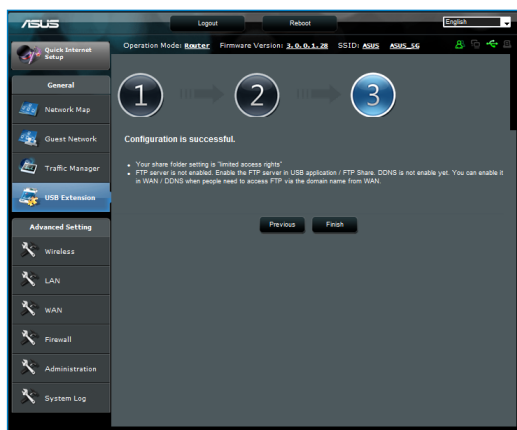 ASUS
Logout
Reboot
English
Quick Internet
Setup
Operation Mode: Router Firmware Version: 3.0.0.1.28 SSID: ASUS ASUS_5G
General
Network Map
Guest Network
Traffic Manager
USB Extension
Advanced Setting
Wireless
LAN
WAN
Firewall
Administration
System Log
1
2
3
Configuration is successful.
Your share folder setting is "limited access rights"
FTP server is not enabled. Enable the FTP server in USB application / FTP Share. DDNS is not enable yet. You can enable it
in WAN / DDNS when people need to access FTP via the domain name from WAN.
Previous
Finish